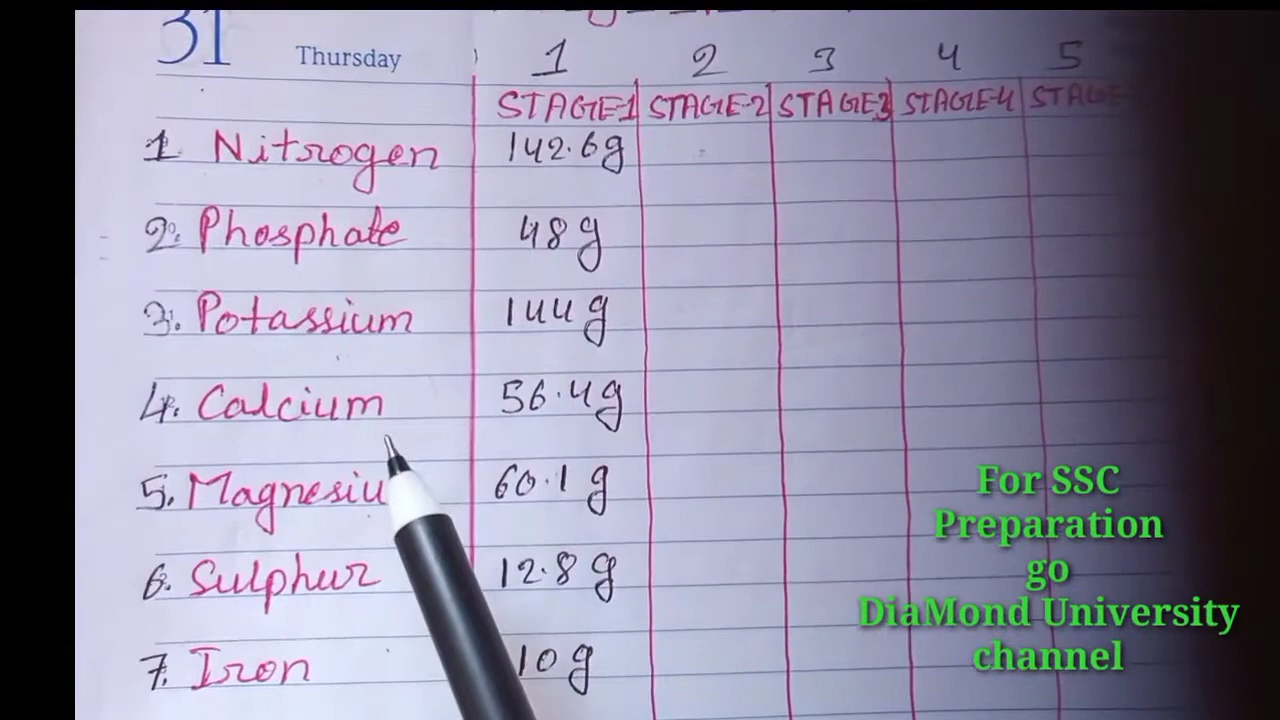 31 Thursday 1 2 3 4 5
STAGE-1 STAGE-2 STAGE3 STAGE-4 STAGE
1. Nitrogen 142.6g
2. Phosphate 48g
3. Potassium 144g
4. Calcium 56.4g
5. Magnesiu 60.1g
6. Sulphur 12.8g
7. Iron 10g
For SSC
Preparation
go
DiaMond University
channel